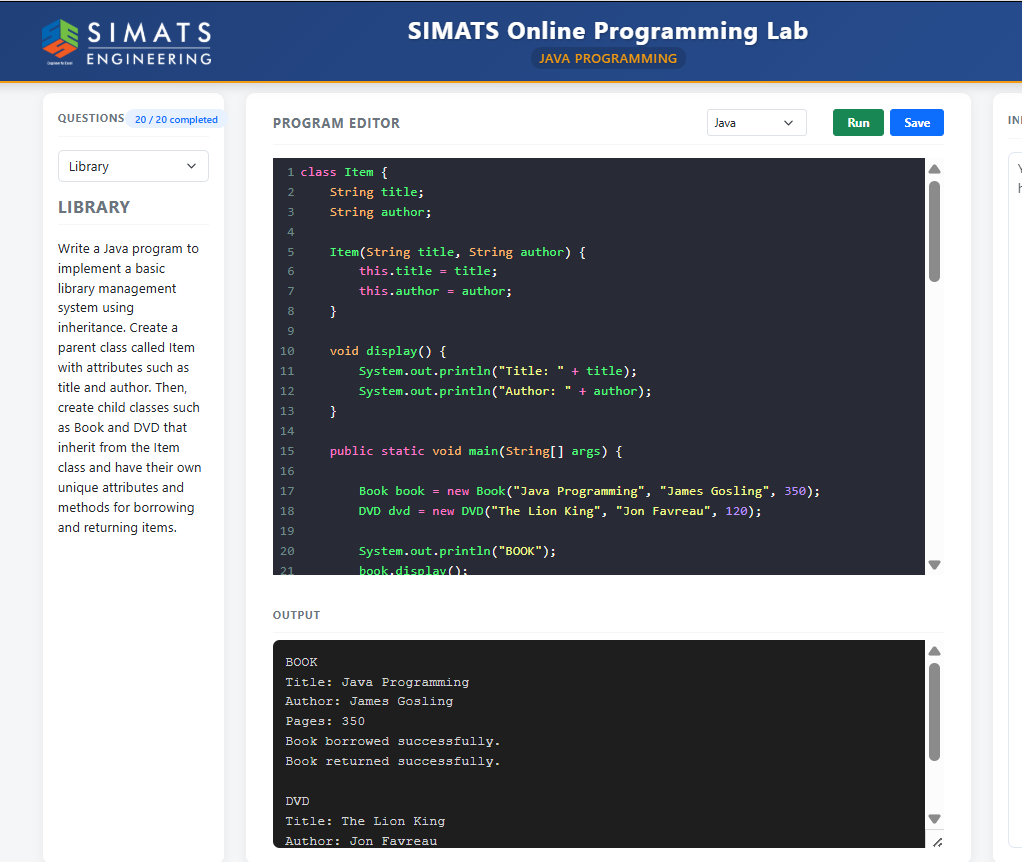 SIMATS
ENGINEERING
Engineer to Excel
SIMATS Online Programming Lab
JAVA PROGRAMMING
QUESTIONS
20 / 20 completed
Library
LIBRARY
Write a Java program to
implement a basic
library management
system using
inheritance. Create a
parent class called Item
with attributes such as
title and author. Then,
create child classes such
as Book and DVD that
inherit from the Item
class and have their own
unique attributes and
methods for borrowing
and returning items.
PROGRAM EDITOR
Java
Run
Save
1 class Item {
2     String title;
3     String author;
4
5     Item(String title, String author) {
6         this.title = title;
7         this.author = author;
8     }
9
10     void display() {
11         System.out.println("Title: " + title);
12         System.out.println("Author: " + author);
13     }
14
15     public static void main(String[] args) {
16
17         Book book = new Book("Java Programming", "James Gosling", 350);
18         DVD dvd = new DVD("The Lion King", "Jon Favreau", 120);
19
20         System.out.println("BOOK");
21         book.display();
OUTPUT
BOOK
Title: Java Programming
Author: James Gosling
Pages: 350
Book borrowed successfully.
Book returned successfully.
DVD
Title: The Lion King
Author: Jon Favreau